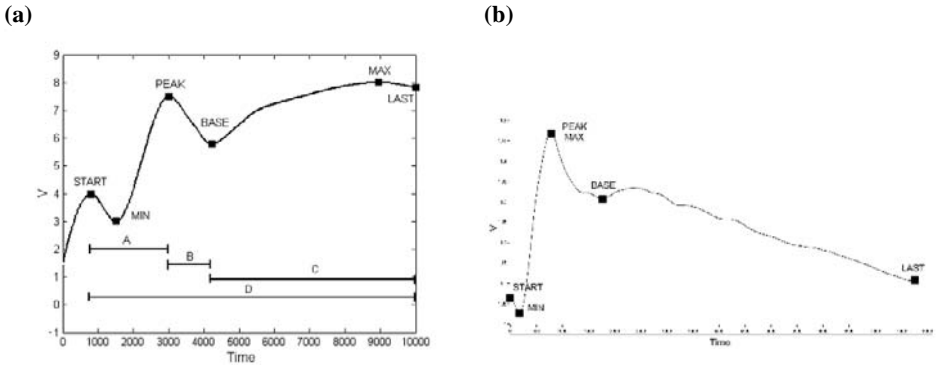 (a)
(b)
9
8
7
6
5
4
3
2
1
0
-1
V
START
MIN
PEAK
BASE
MAX
LAST
A
B
C
D
0 1000 2000 3000 4000 5000 6000 7000 8000 9000 10000
Time
V
PEAK
MAX
BASE
START
MIN
LAST
Time